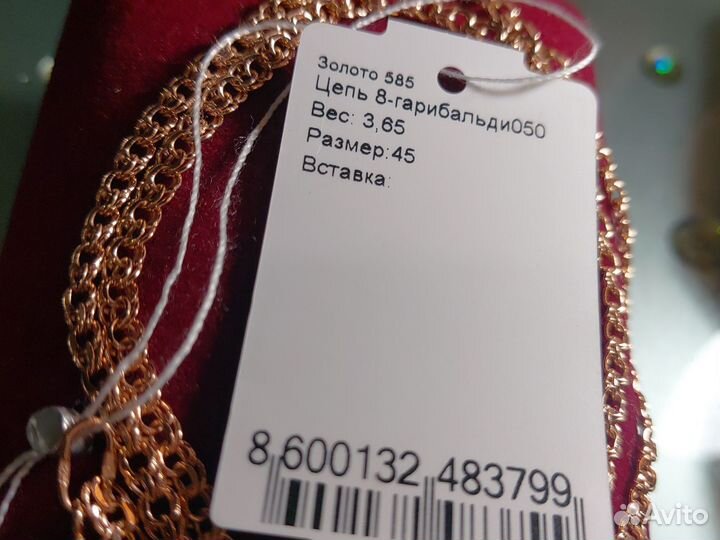 Золото 585
Цепь 8-гарибальди050
Вес: 3,65
Размер:45
Вставка:
8 600132 483799
Avito